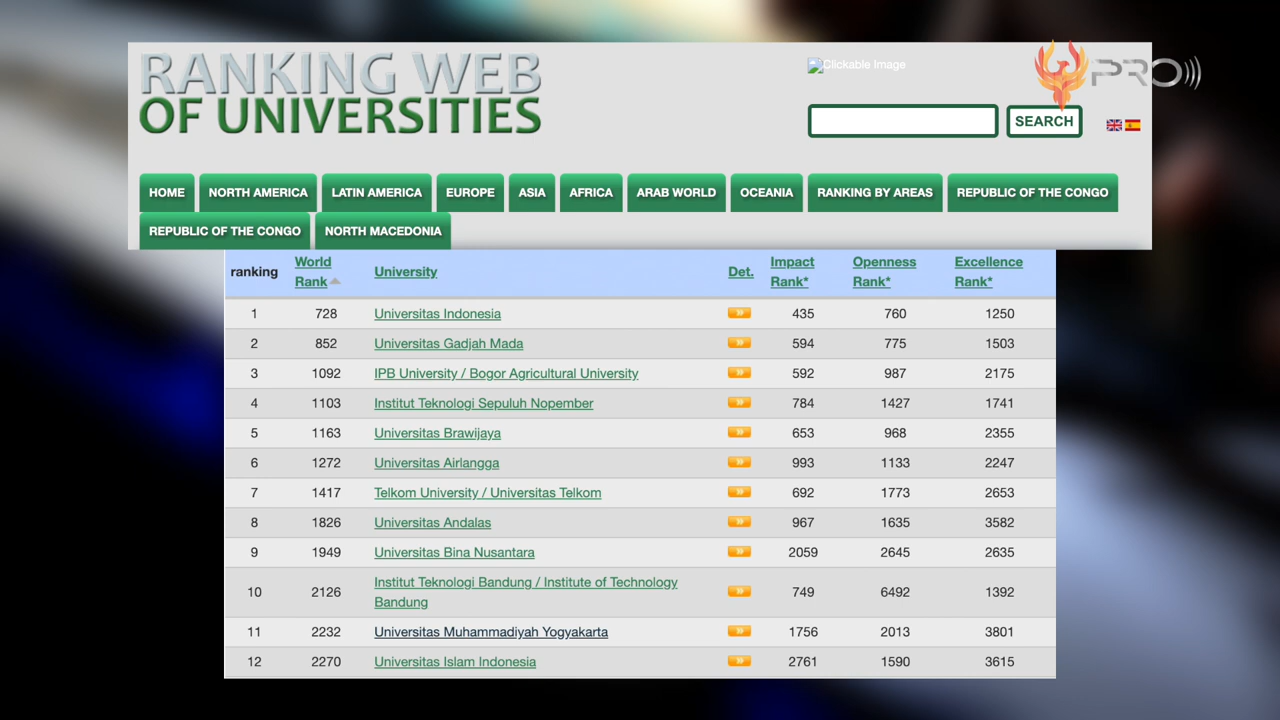 RANKING WEB
OF UNIVERSITIES
Clickable Image
PRO
SEARCH
HOME NORTH AMERICA LATIN AMERICA EUROPE ASIA AFRICA ARAB WORLD OCEANIA RANKING BY AREAS REPUBLIC OF THE CONGO
REPUBLIC OF THE CONGO NORTH MACEDONIA
ranking World Rank University Det. Impact Rank* Openness Rank* Excellence Rank*
1 728 Universitas Indonesia 435 760 1250
2 852 Universitas Gadjah Mada 594 775 1503
3 1092 IPB University / Bogor Agricultural University 592 987 2175
4 1103 Institut Teknologi Sepuluh Nopember 784 1427 1741
5 1163 Universitas Brawijaya 653 968 2355
6 1272 Universitas Airlangga 993 1133 2247
7 1417 Telkom University / Universitas Telkom 692 1773 2653
8 1826 Universitas Andalas 967 1635 3582
9 1949 Universitas Bina Nusantara 2059 2645 2635
10 2126 Institut Teknologi Bandung / Institute of Technology Bandung 749 6492 1392
11 2232 Universitas Muhammadiyah Yogyakarta 1756 2013 3801
12 2270 Universitas Islam Indonesia 2761 1590 3615